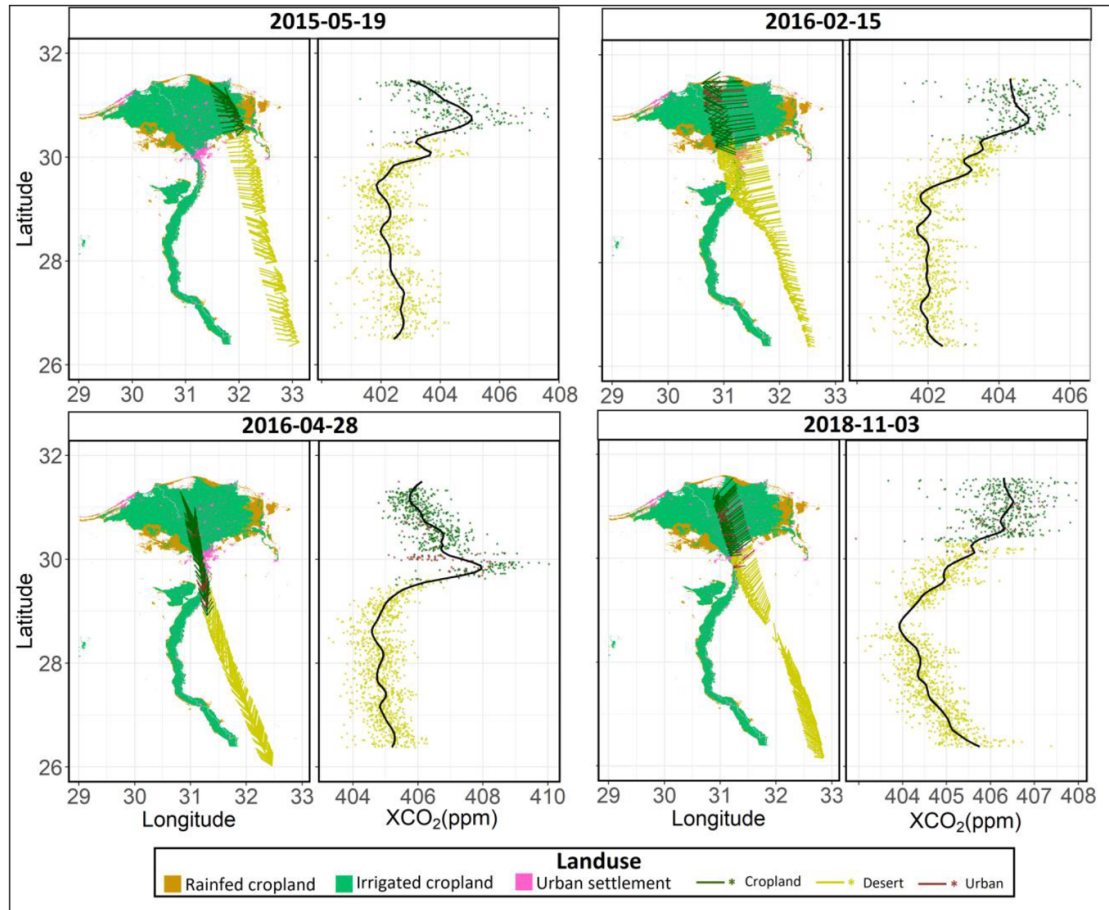 2015-05-19
2016-02-15
32
30
28
26
Latitude
29 30 31 32 33
402 404 406 408
29 30 31 32 33
402 404 406
2016-04-28
2018-11-03
32
30
28
26
Latitude
29 30 31 32 33
404 406 408 410
29 30 31 32 33
404 405 406 407 408
Longitude
XCO₂(ppm)
Longitude
XCO₂(ppm)
Landuse
Rainfed cropland Irrigated cropland Urban settlement Cropland Desert Urban